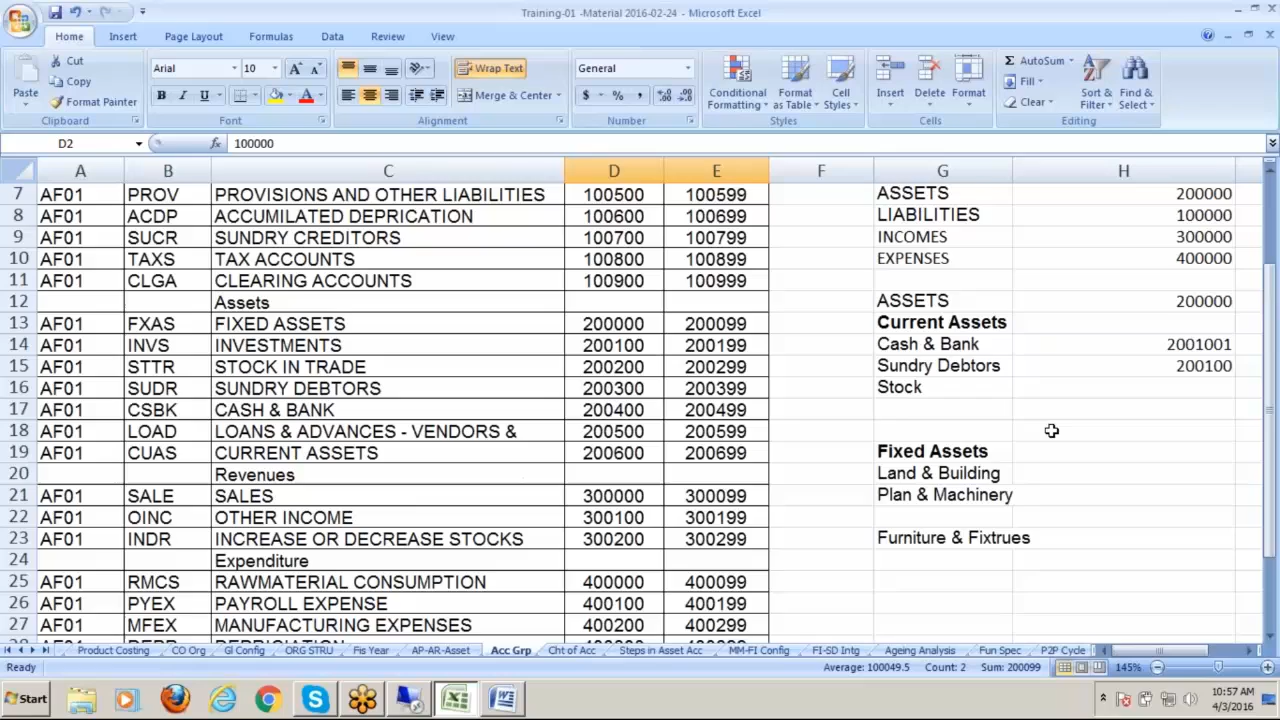 Training-01 -Material 2016-02-24 - Microsoft Excel
Home Insert Page Layout Formulas Data Review View
Paste Cut Copy Format Painter Clipboard
Arial 10 B I U Font
Wrap Text Merge & Center Alignment
General $ % , Number
Conditional Formatting Format as Table Cell Styles Styles
Insert Delete Format Cells
AutoSum Fill Clear Sort & Filter Find & Select Editing
D2 fx 100000
A B C D E F G H
7 AF01 PROV PROVISIONS AND OTHER LIABILITIES 100500 100599 ASSETS 200000
8 AF01 ACDP ACCUMILATED DEPRICATION 100600 100699 LIABILITIES 100000
9 AF01 SUCR SUNDRY CREDITORS 100700 100799 INCOMES 300000
10 AF01 TAXS TAX ACCOUNTS 100800 100899 EXPENSES 400000
11 AF01 CLGA CLEARING ACCOUNTS 100900 100999
12 Assets ASSETS 200000
13 AF01 FXAS FIXED ASSETS 200000 200099 Current Assets
14 AF01 INVS INVESTMENTS 200100 200199 Cash & Bank 2001001
15 AF01 STTR STOCK IN TRADE 200200 200299 Sundry Debtors 200100
16 AF01 SUDR SUNDRY DEBTORS 200300 200399 Stock
17 AF01 CSBK CASH & BANK 200400 200499
18 AF01 LOAD LOANS & ADVANCES - VENDORS & 200500 200599
19 AF01 CUAS CURRENT ASSETS 200600 200699 Fixed Assets
20 Revenues Land & Building
21 AF01 SALE SALES 300000 300099 Plan & Machinery
22 AF01 OINC OTHER INCOME 300100 300199
23 AF01 INDR INCREASE OR DECREASE STOCKS 300200 300299 Furniture & Fixtrues
24 Expenditure
25 AF01 RMCS RAWMATERIAL CONSUMPTION 400000 400099
26 AF01 PYEX PAYROLL EXPENSE 400100 400199
27 AF01 MFEX MANUFACTURING EXPENSES 400200 400299
Product Costing CO Org Gl Config ORG STRU Fis Year AP-AR-Asset Acc Grp Cht of Acc Steps in Asset Acc MM-FI Config FI-SD Intg Ageing Analysis Fun Spec P2P Cycle
Ready Average: 100049.5 Count: 2 Sum: 200099 145%
Start 10:57 AM
4/3/2016